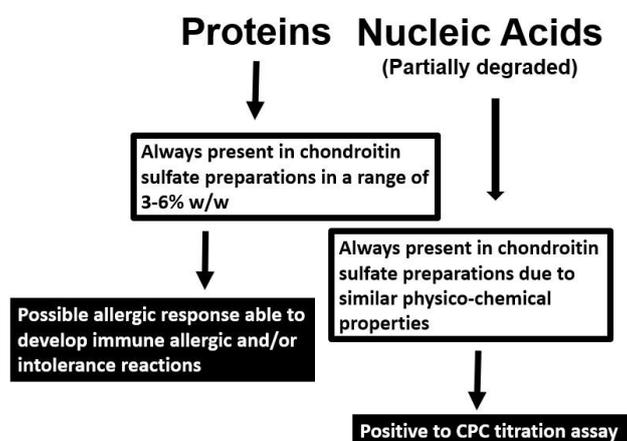 Proteins
Nucleic Acids
(Partially degraded)
Always present in chondroitin
sulfate preparations in a range of
3-6% w/w
Always present in chondroitin
sulfate preparations due to
similar physico-chemical
properties
Possible allergic response able to
develop immune allergic and/or
intolerance reactions
Positive to CPC titration assay